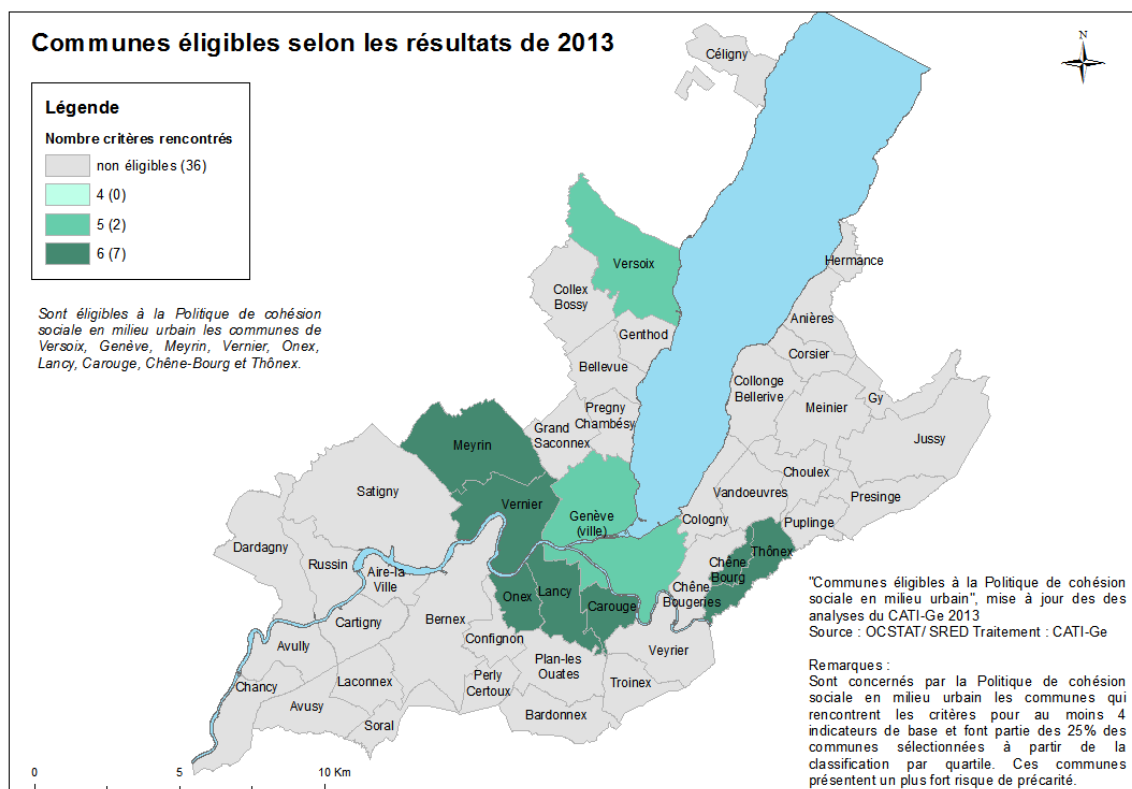 Communes éligibles selon les résultats de 2013
N
Légende
Nombre critères rencontrés
non éligibles (36)
4 (0)
5 (2)
6 (7)
Sont éligibles à la Politique de cohésion
sociale en milieu urbain les communes de
Versoix, Genève, Meyrin, Vernier, Onex,
Lancy, Carouge, Chêne-Bourg et Thônex.
Céligny
Versoix
Hermance
Collex
Bossy
Genthod
Anières
Corsier
Bellevue
Collonge
Bellerive
Gy
Meinier
Pregny
Chambésy
Grand
Saconnex
Jussy
Meyrin
Choulex
Satigny
Vandoeuvres
Presinge
Vernier
Genève
(ville)
Cologny
Puplinge
Dardagny
Thônex
Chêne
Bourg
Russin
Aire-la
Ville
Chêne
Bougeries
Onex
Lancy
Carouge
Bernex
Cartigny
Confignon
Avully
Veyrier
Plan-les
Ouates
Perly
Certoux
Laconnex
Troinex
Chancy
Avusy
Soral
Bardonnex
"Communes éligibles à la Politique de cohésion
sociale en milieu urbain", mise à jour des des
analyses du CATI-Ge 2013
Source : OCSTAT/ SRED Traitement : CATI-Ge
Remarques :
Sont concernés par la Politique de cohésion
sociale en milieu urbain les communes qui
rencontrent les critères pour au moins 4
indicateurs de base et font partie des 25% des
communes sélectionnées à partir de la
classification par quartile. Ces communes
présentent un plus fort risque de précarité.
0 5 10 Km